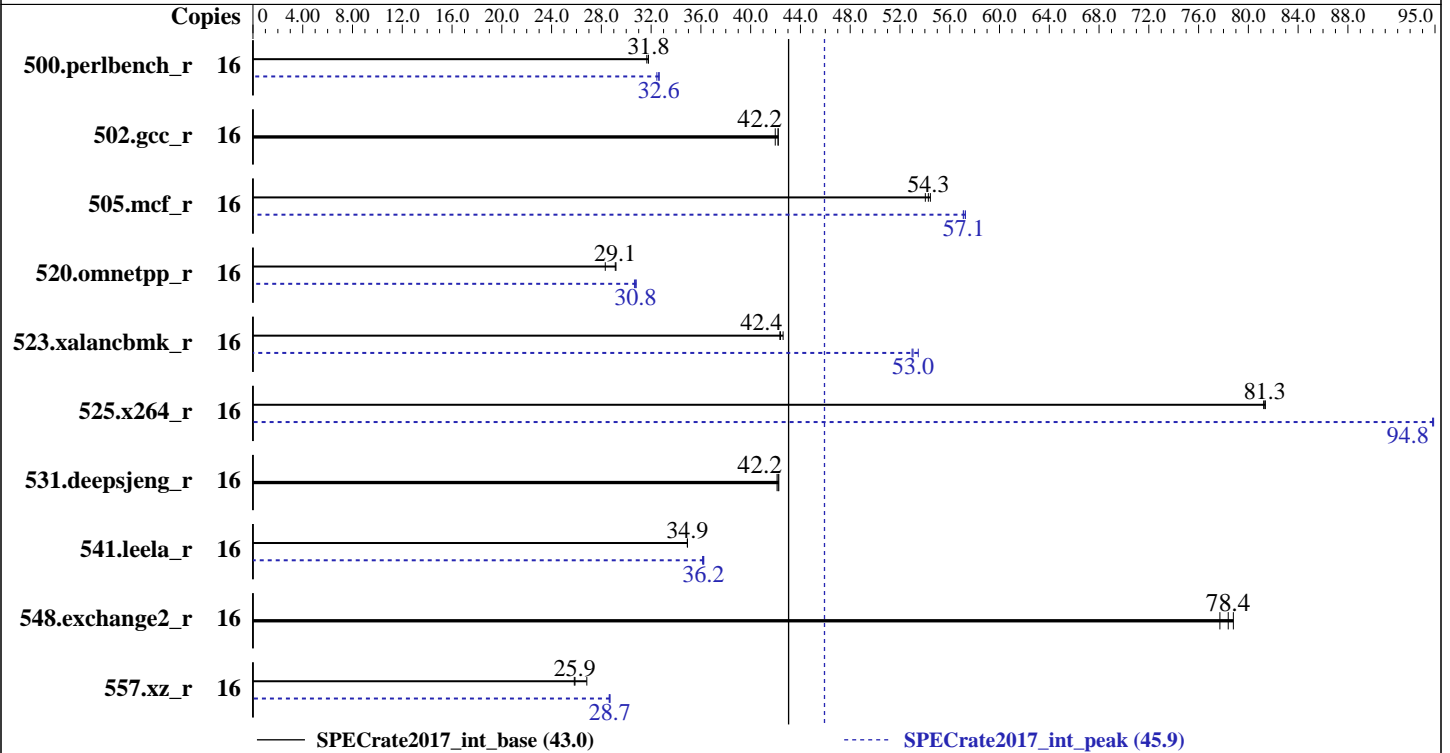 Copies 0 4.00 8.00 12.0 16.0 20.0 24.0 28.0 32.0 36.0 40.0 44.0 48.0 52.0 56.0 60.0 64.0 68.0 72.0 76.0 80.0 84.0 88.0 95.0
31.8
500.perlbench_r 16
32.6
42.2
502.gcc_r 16
54.3
505.mcf_r 16
57.1
29.1
520.omnetpp_r 16
30.8
42.4
523.xalancbmk_r 16
53.0
81.3
525.x264_r 16
94.8
42.2
531.deepsjeng_r 16
34.9
541.leela_r 16
36.2
78.4
548.exchange2_r 16
25.9
557.xz_r 16
28.7
SPECrate2017_int_base (43.0) SPECrate2017_int_peak (45.9)